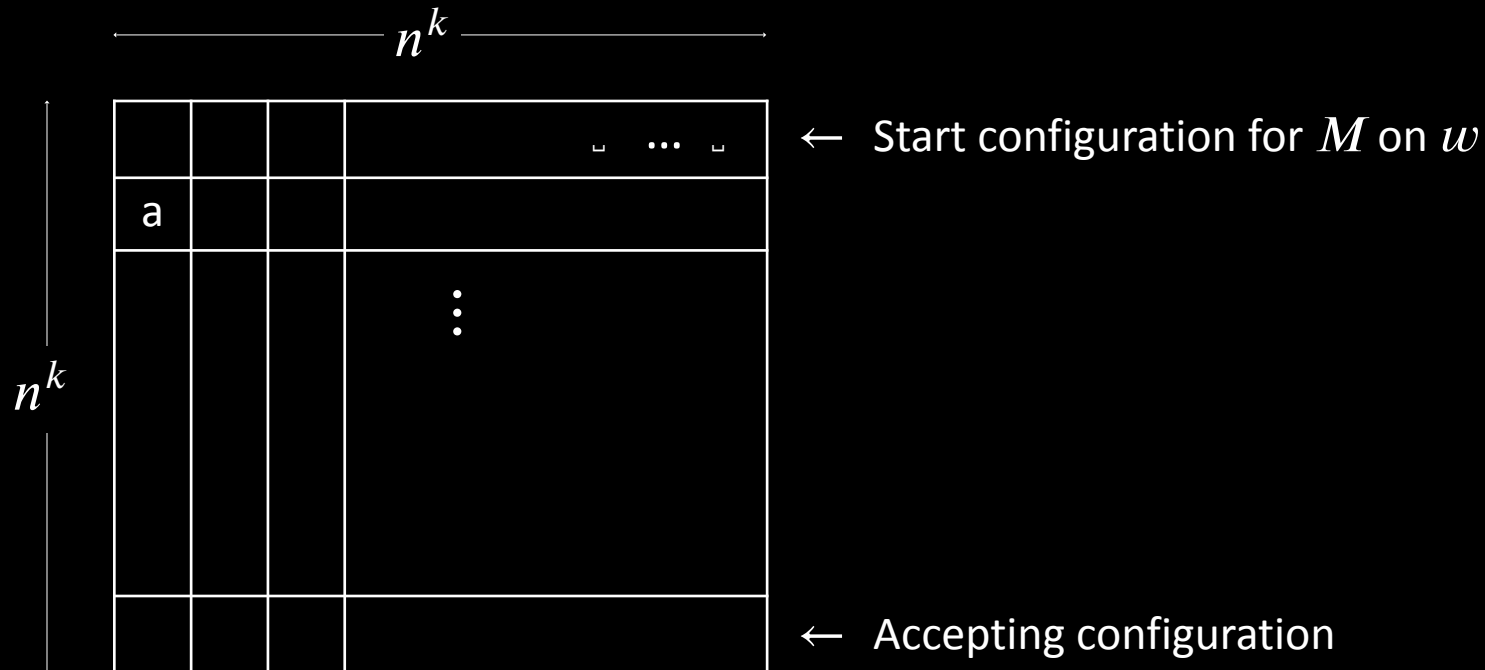 n^k
␣ ... ␣ ← Start configuration for M on w
a
⋮
n^k
← Accepting configuration